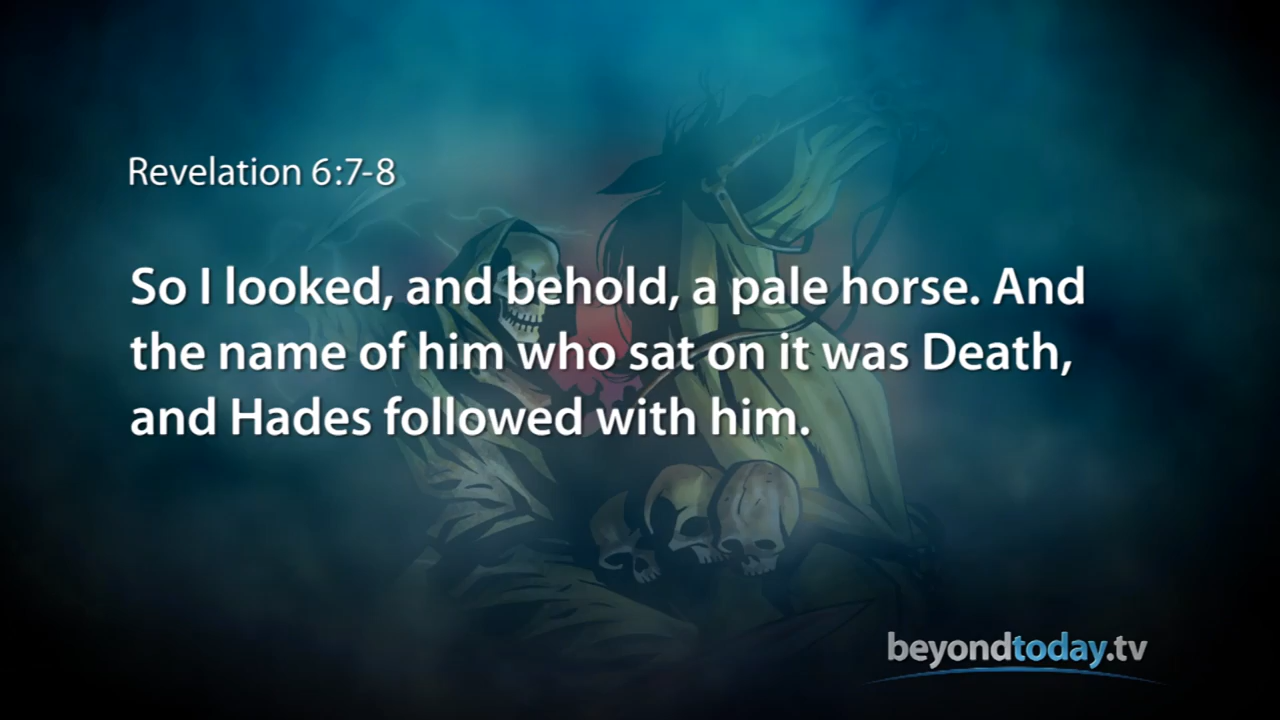 Revelation 6:7-8
So I looked, and behold, a pale horse. And
the name of him who sat on it was Death,
and Hades followed with him.
beyondtoday.tv